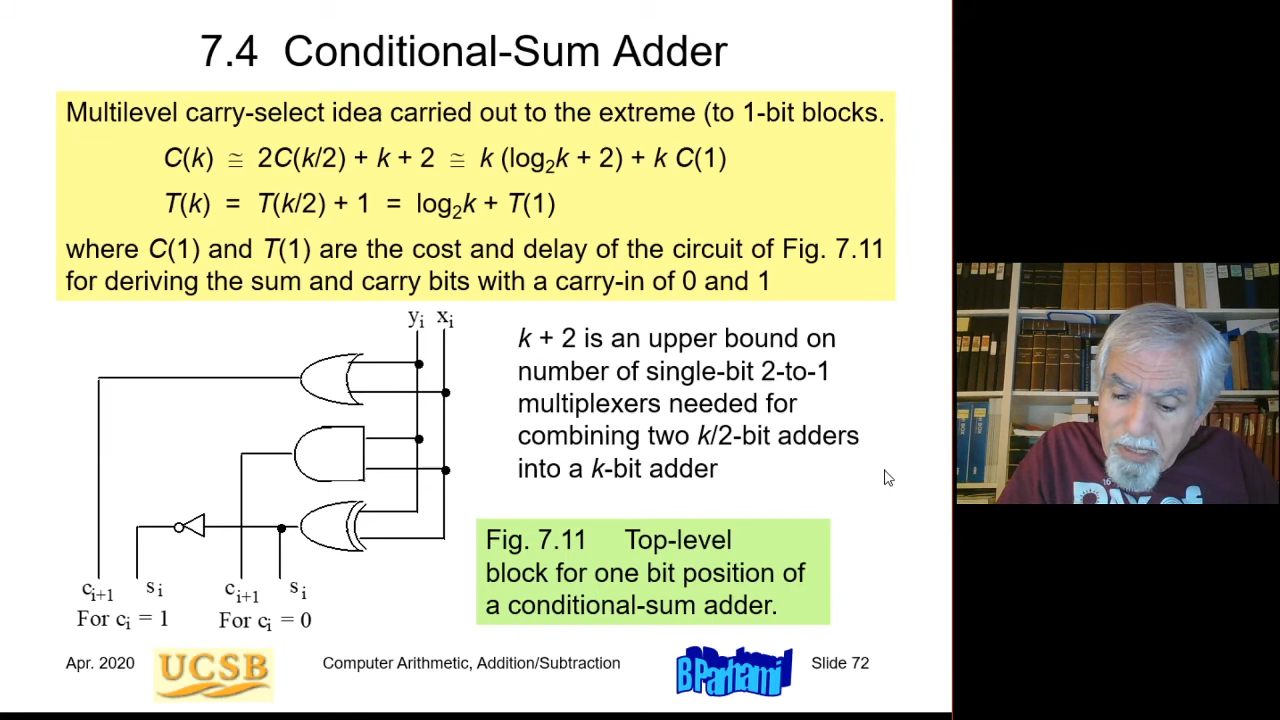 7.4 Conditional-Sum Adder
Multilevel carry-select idea carried out to the extreme (to 1-bit blocks.
C(k) ≅ 2C(k/2) + k + 2 ≅ k (log₂k + 2) + k C(1)
T(k) = T(k/2) + 1 = log₂k + T(1)
where C(1) and T(1) are the cost and delay of the circuit of Fig. 7.11
for deriving the sum and carry bits with a carry-in of 0 and 1
yᵢ xᵢ
k + 2 is an upper bound on
number of single-bit 2-to-1
multiplexers needed for
combining two k/2-bit adders
into a k-bit adder
Fig. 7.11 Top-level
block for one bit position of
a conditional-sum adder.
cᵢ₊₁ sᵢ cᵢ₊₁ sᵢ
For cᵢ = 1 For cᵢ = 0
Apr. 2020 UCSB Computer Arithmetic, Addition/Subtraction B Parhami Slide 72
16
DAY of